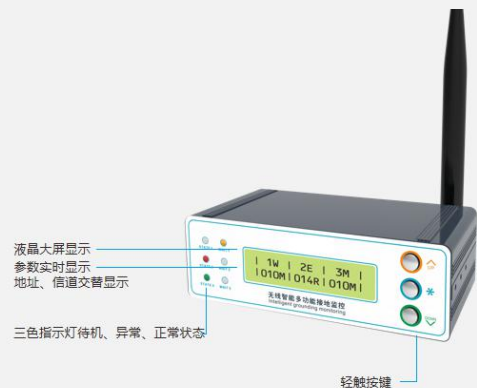 液晶大屏显示
参数实时显示
地址、信道交替显示
三色指示灯待机、异常、正常状态
| 1W | 2E | 3M |
|010M|014R|010M|
无线智能多功能接地监控
Intelligent grounding monitoring
轻触按键